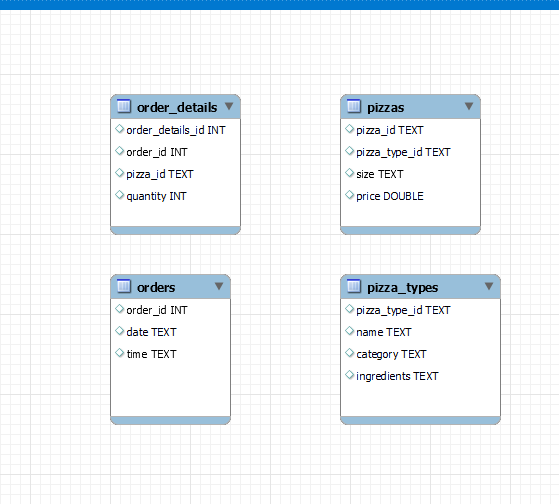 order_details
order_details_id INT
order_id INT
pizza_id TEXT
quantity INT
pizzas
pizza_id TEXT
pizza_type_id TEXT
size TEXT
price DOUBLE
orders
order_id INT
date TEXT
time TEXT
pizza_types
pizza_type_id TEXT
name TEXT
category TEXT
ingredients TEXT